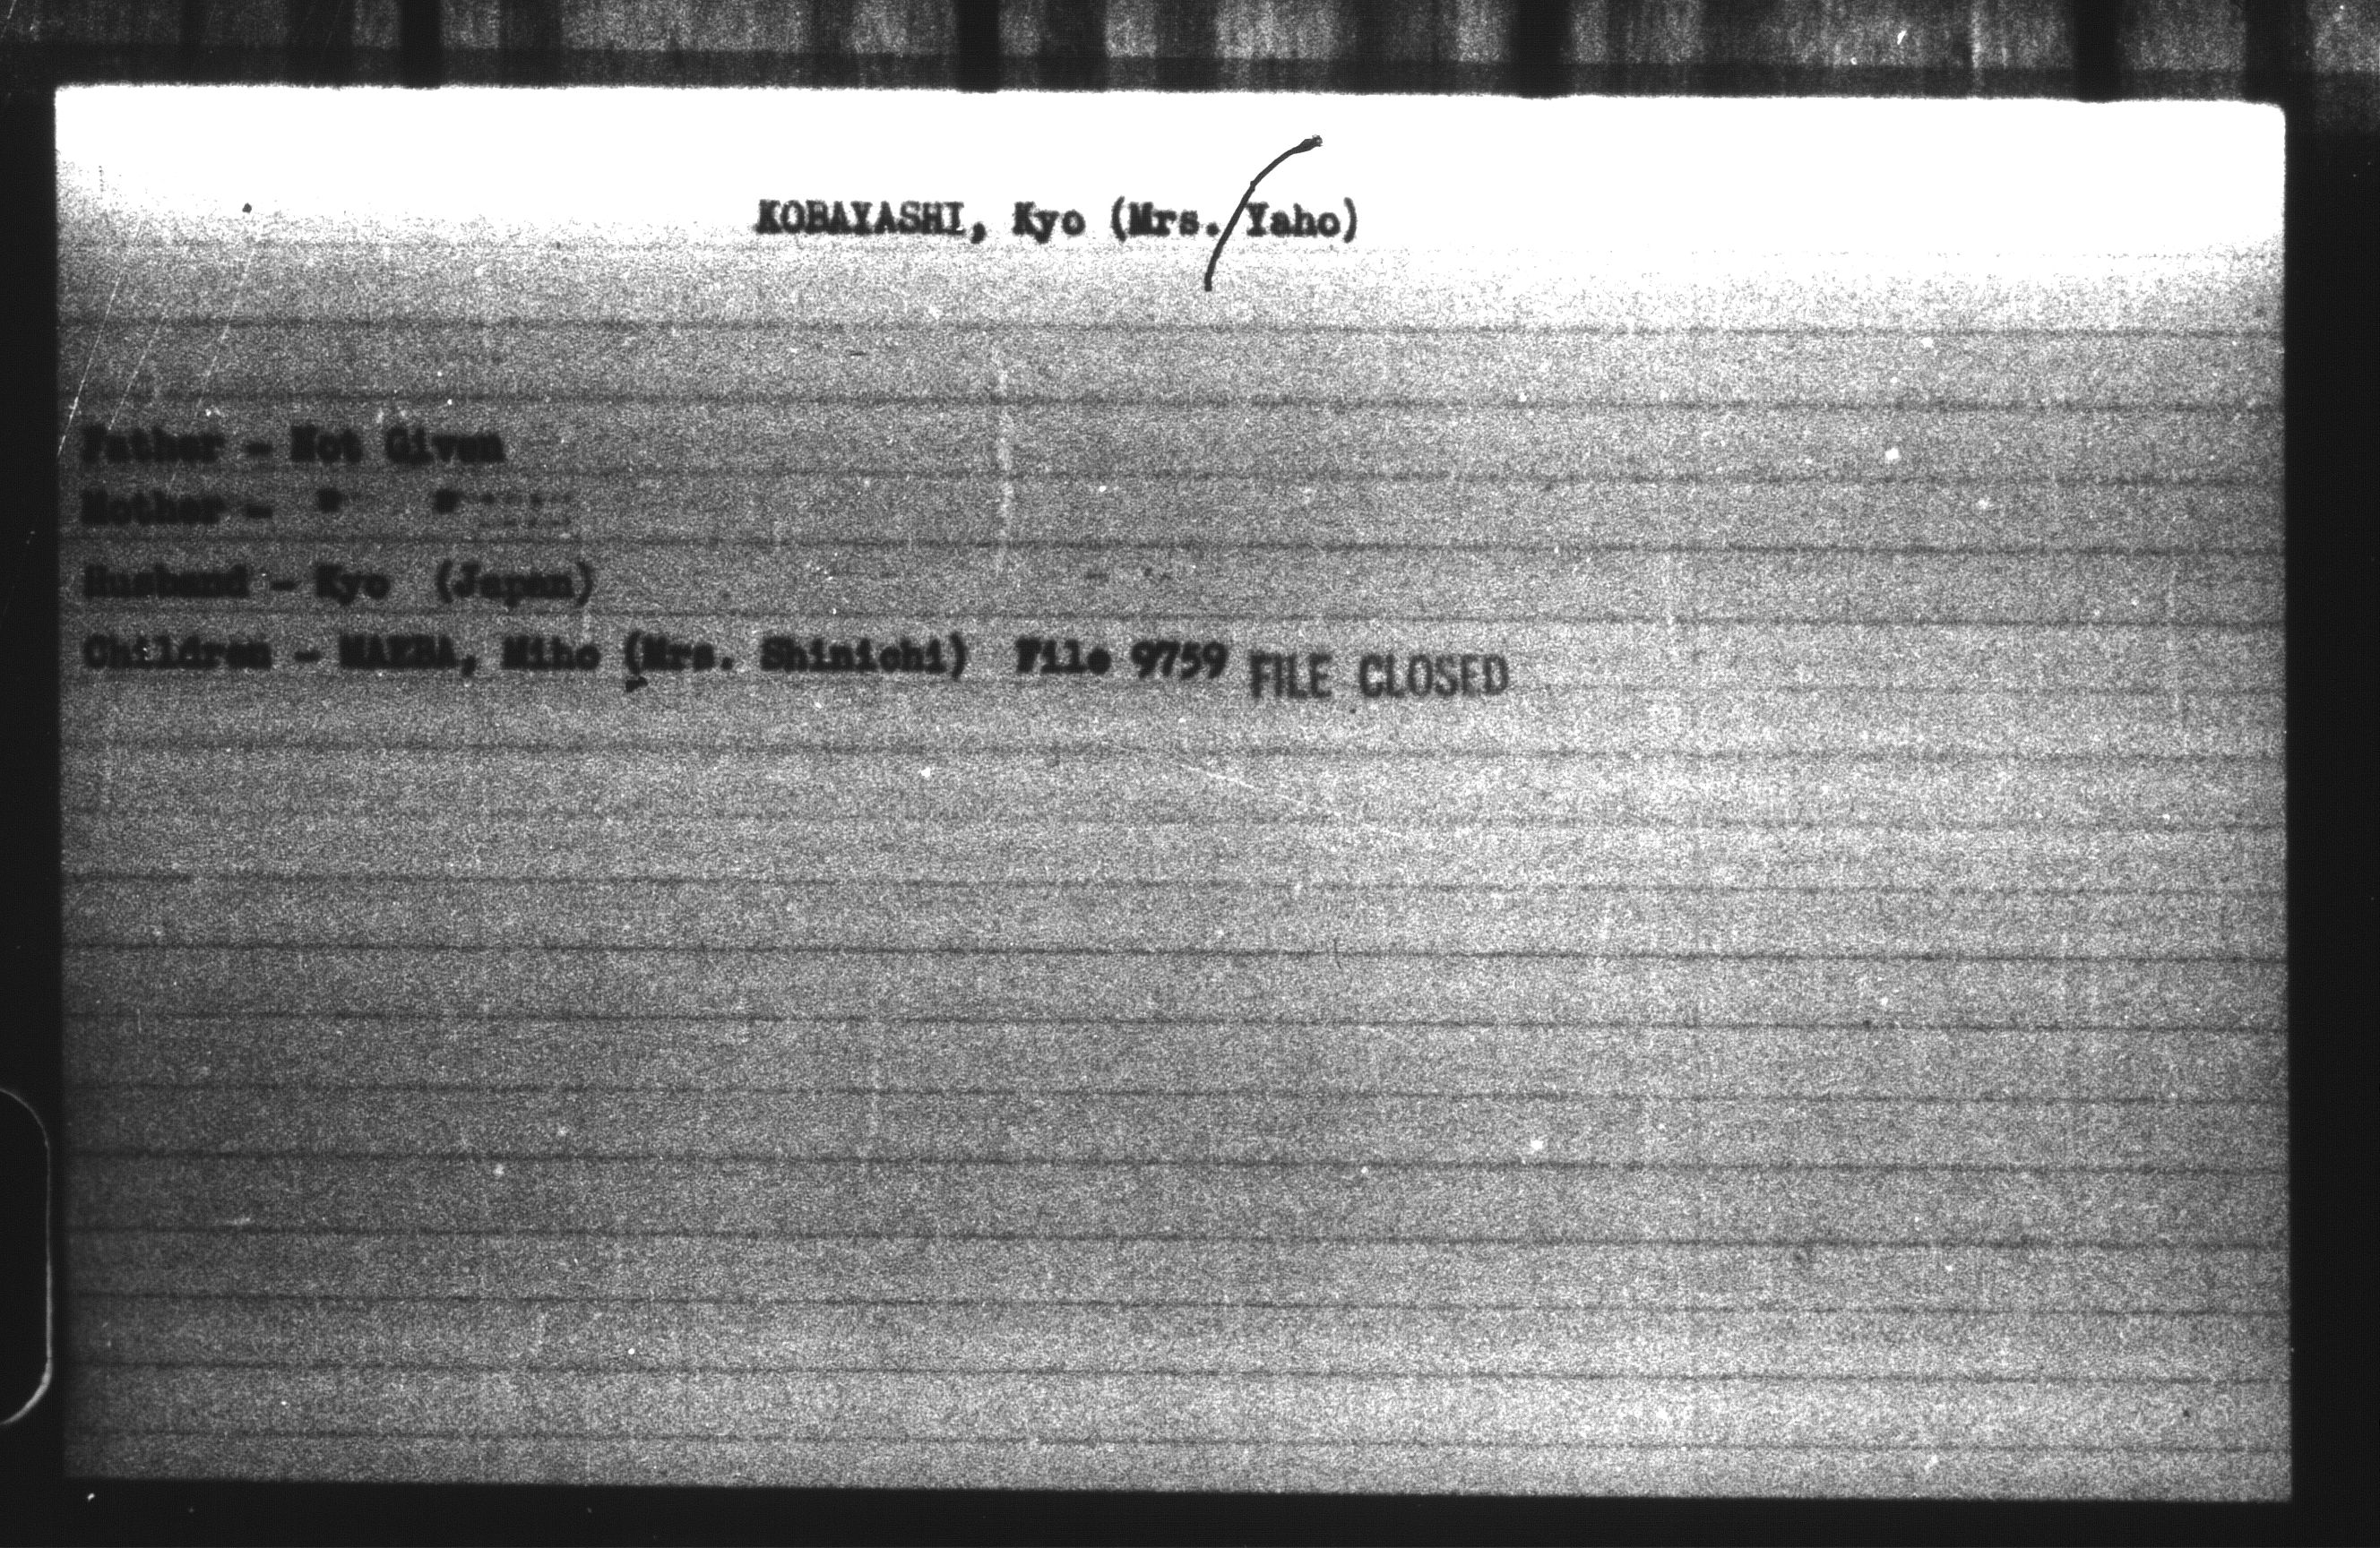 KOBAYASHI, Kyo (Mrs. Yaho)
Father - Not Given
Mother - " "
Husband - Kyo (Japan)
Children - MAEBA, Miho (Mrs. Shinichi) File 9759 FILE CLOSED